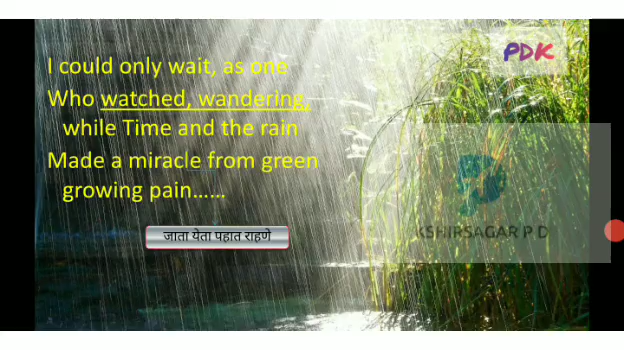 PDK
I could only wait, as one
Who watched, wandering,
while Time and the rain
Made a miracle from green
growing pain......
जाता येता पहात राहणे
KSHIRSAGAR P D